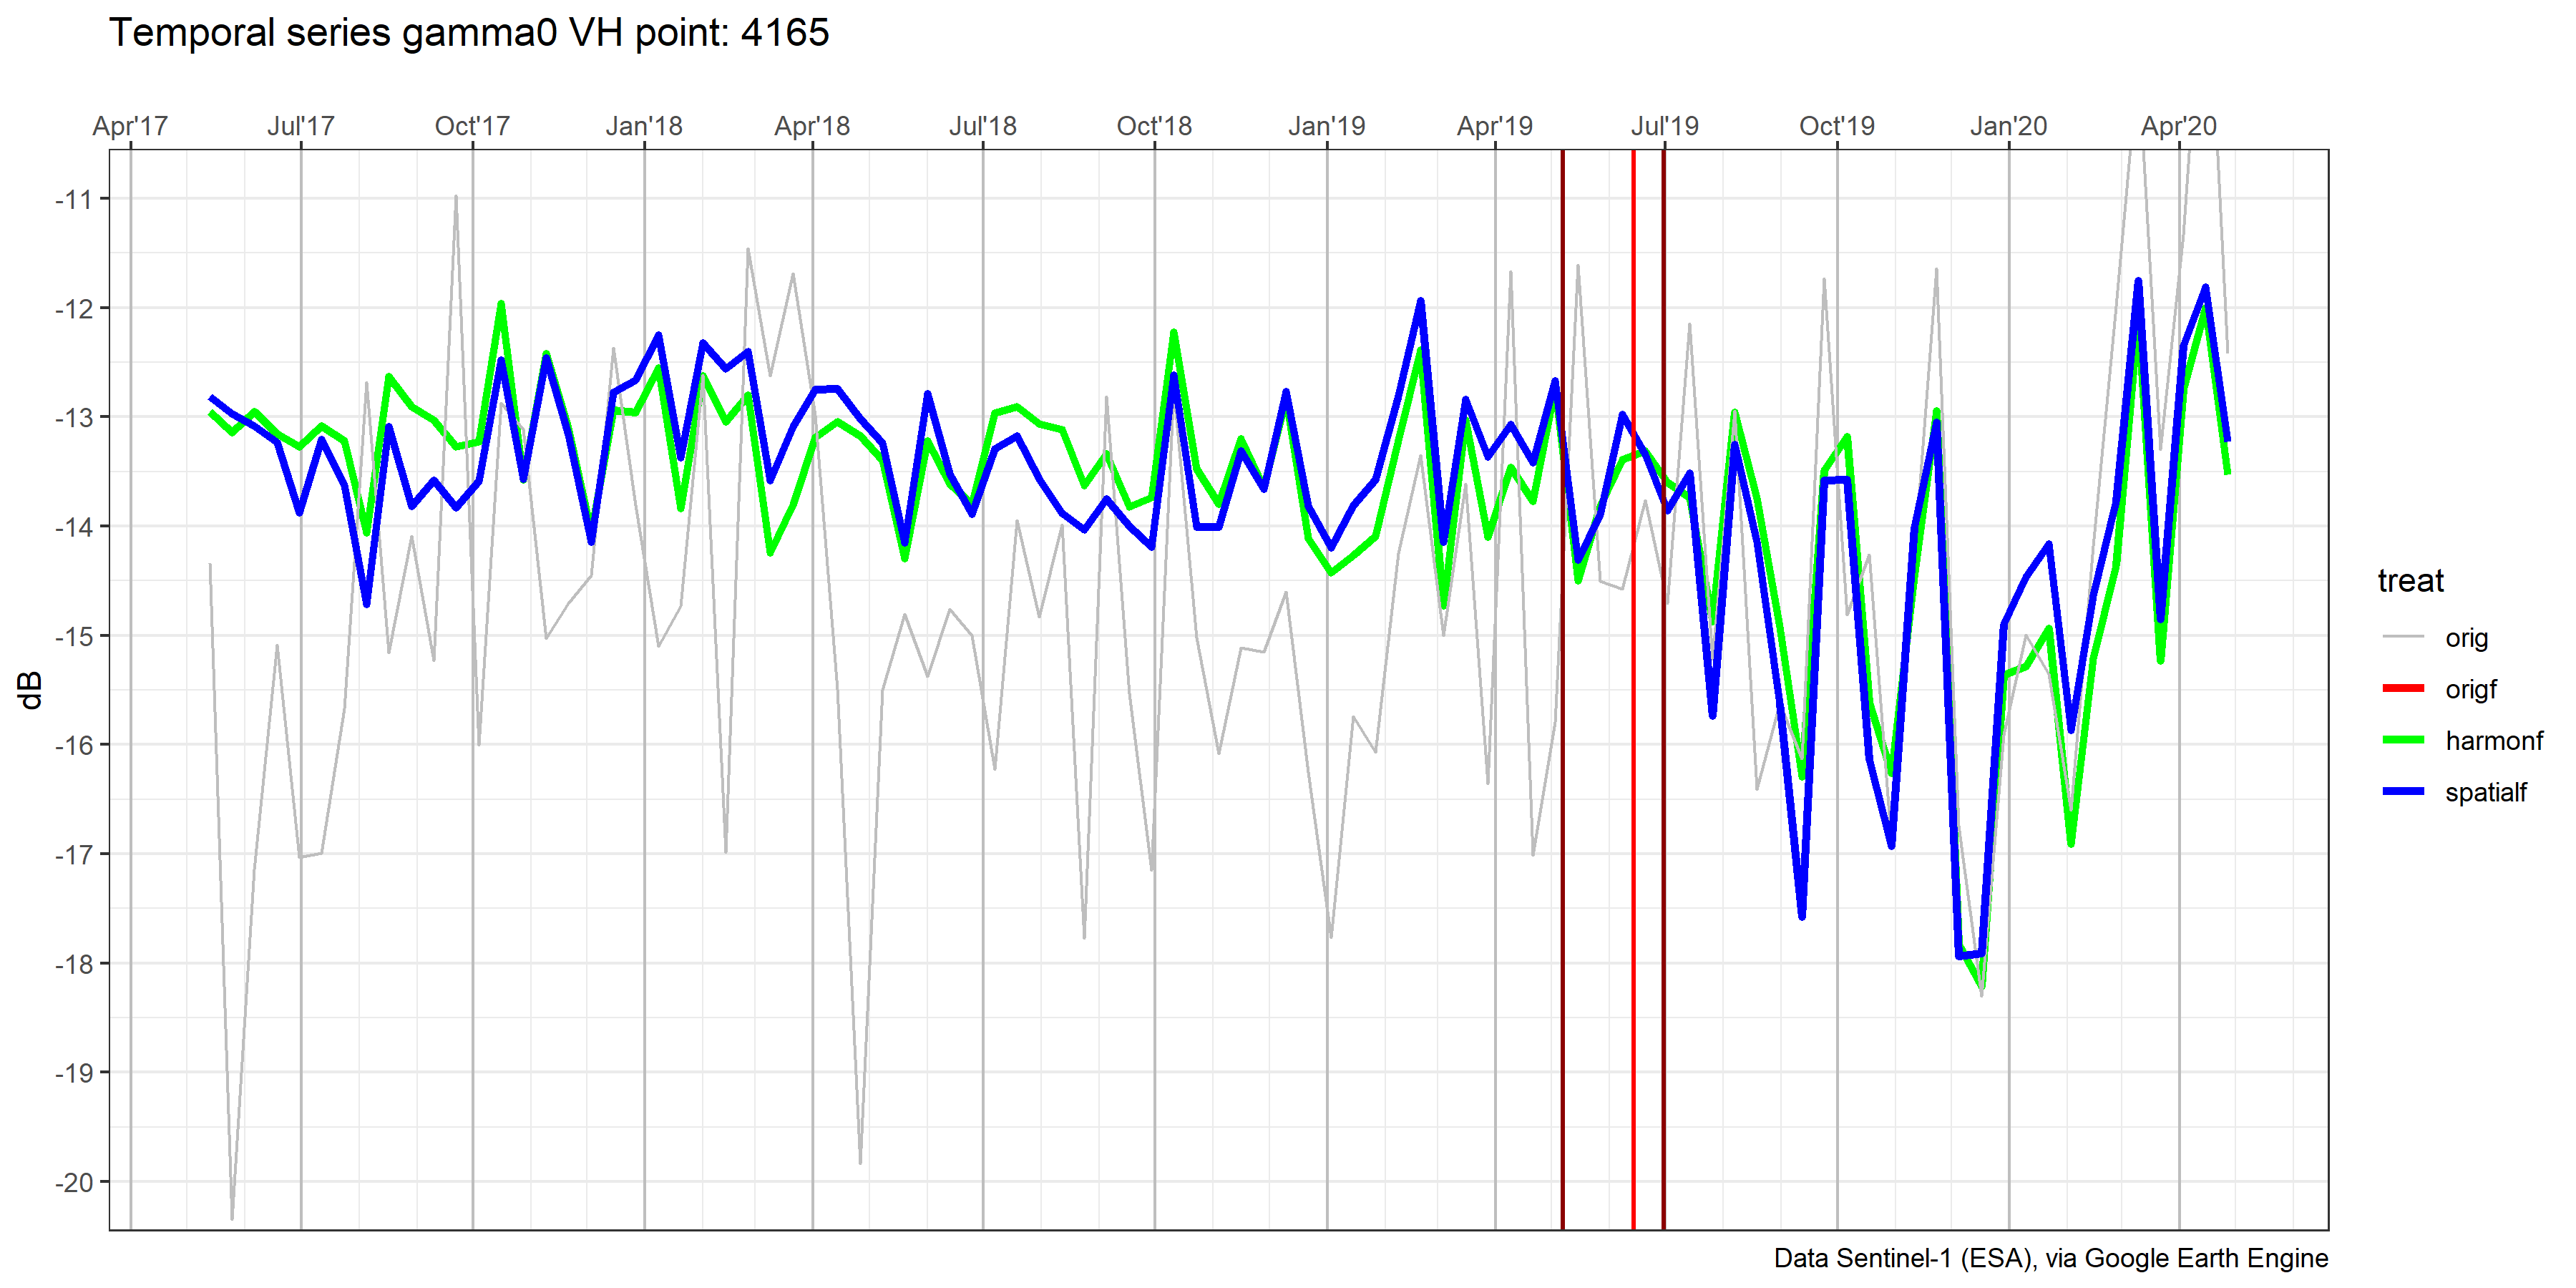 Temporal series gamma0 VH point: 4165
Apr'17 Jul'17 Oct'17 Jan'18 Apr'18 Jul'18 Oct'18 Jan'19 Apr'19 Jul'19 Oct'19 Jan'20 Apr'20
-11
-12
-13
-14
-15
-16
-17
-18
-19
-20
dB
treat
orig
origf
harmonf
spatialf
Data Sentinel-1 (ESA), via Google Earth Engine